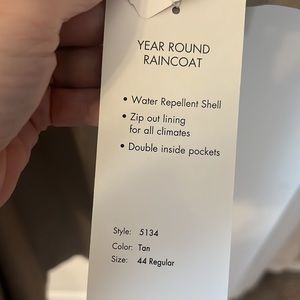 YEAR ROUND
RAINCOAT
• Water Repellent Shell
• Zip out lining
for all climates
• Double inside pockets
Style: 5134
Color: Tan
Size: 44 Regular